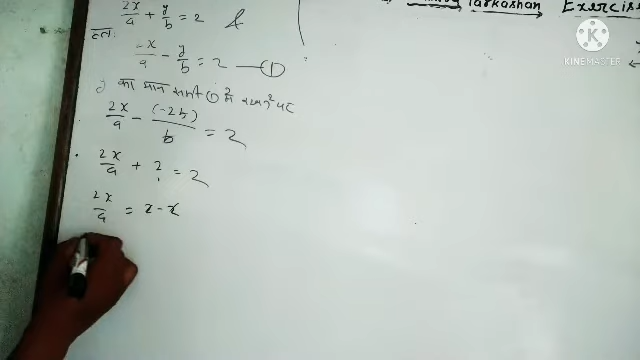 2x/a + y/b = 2
Tarkashan Exercise
हल:
x/a - y/b = 2 —①
y का मान समी ① में रखने पर
2x/a - (-2b)/b = 2
2x/a + 2 = 2
2x/a = 2 - 2
KINEMASTER